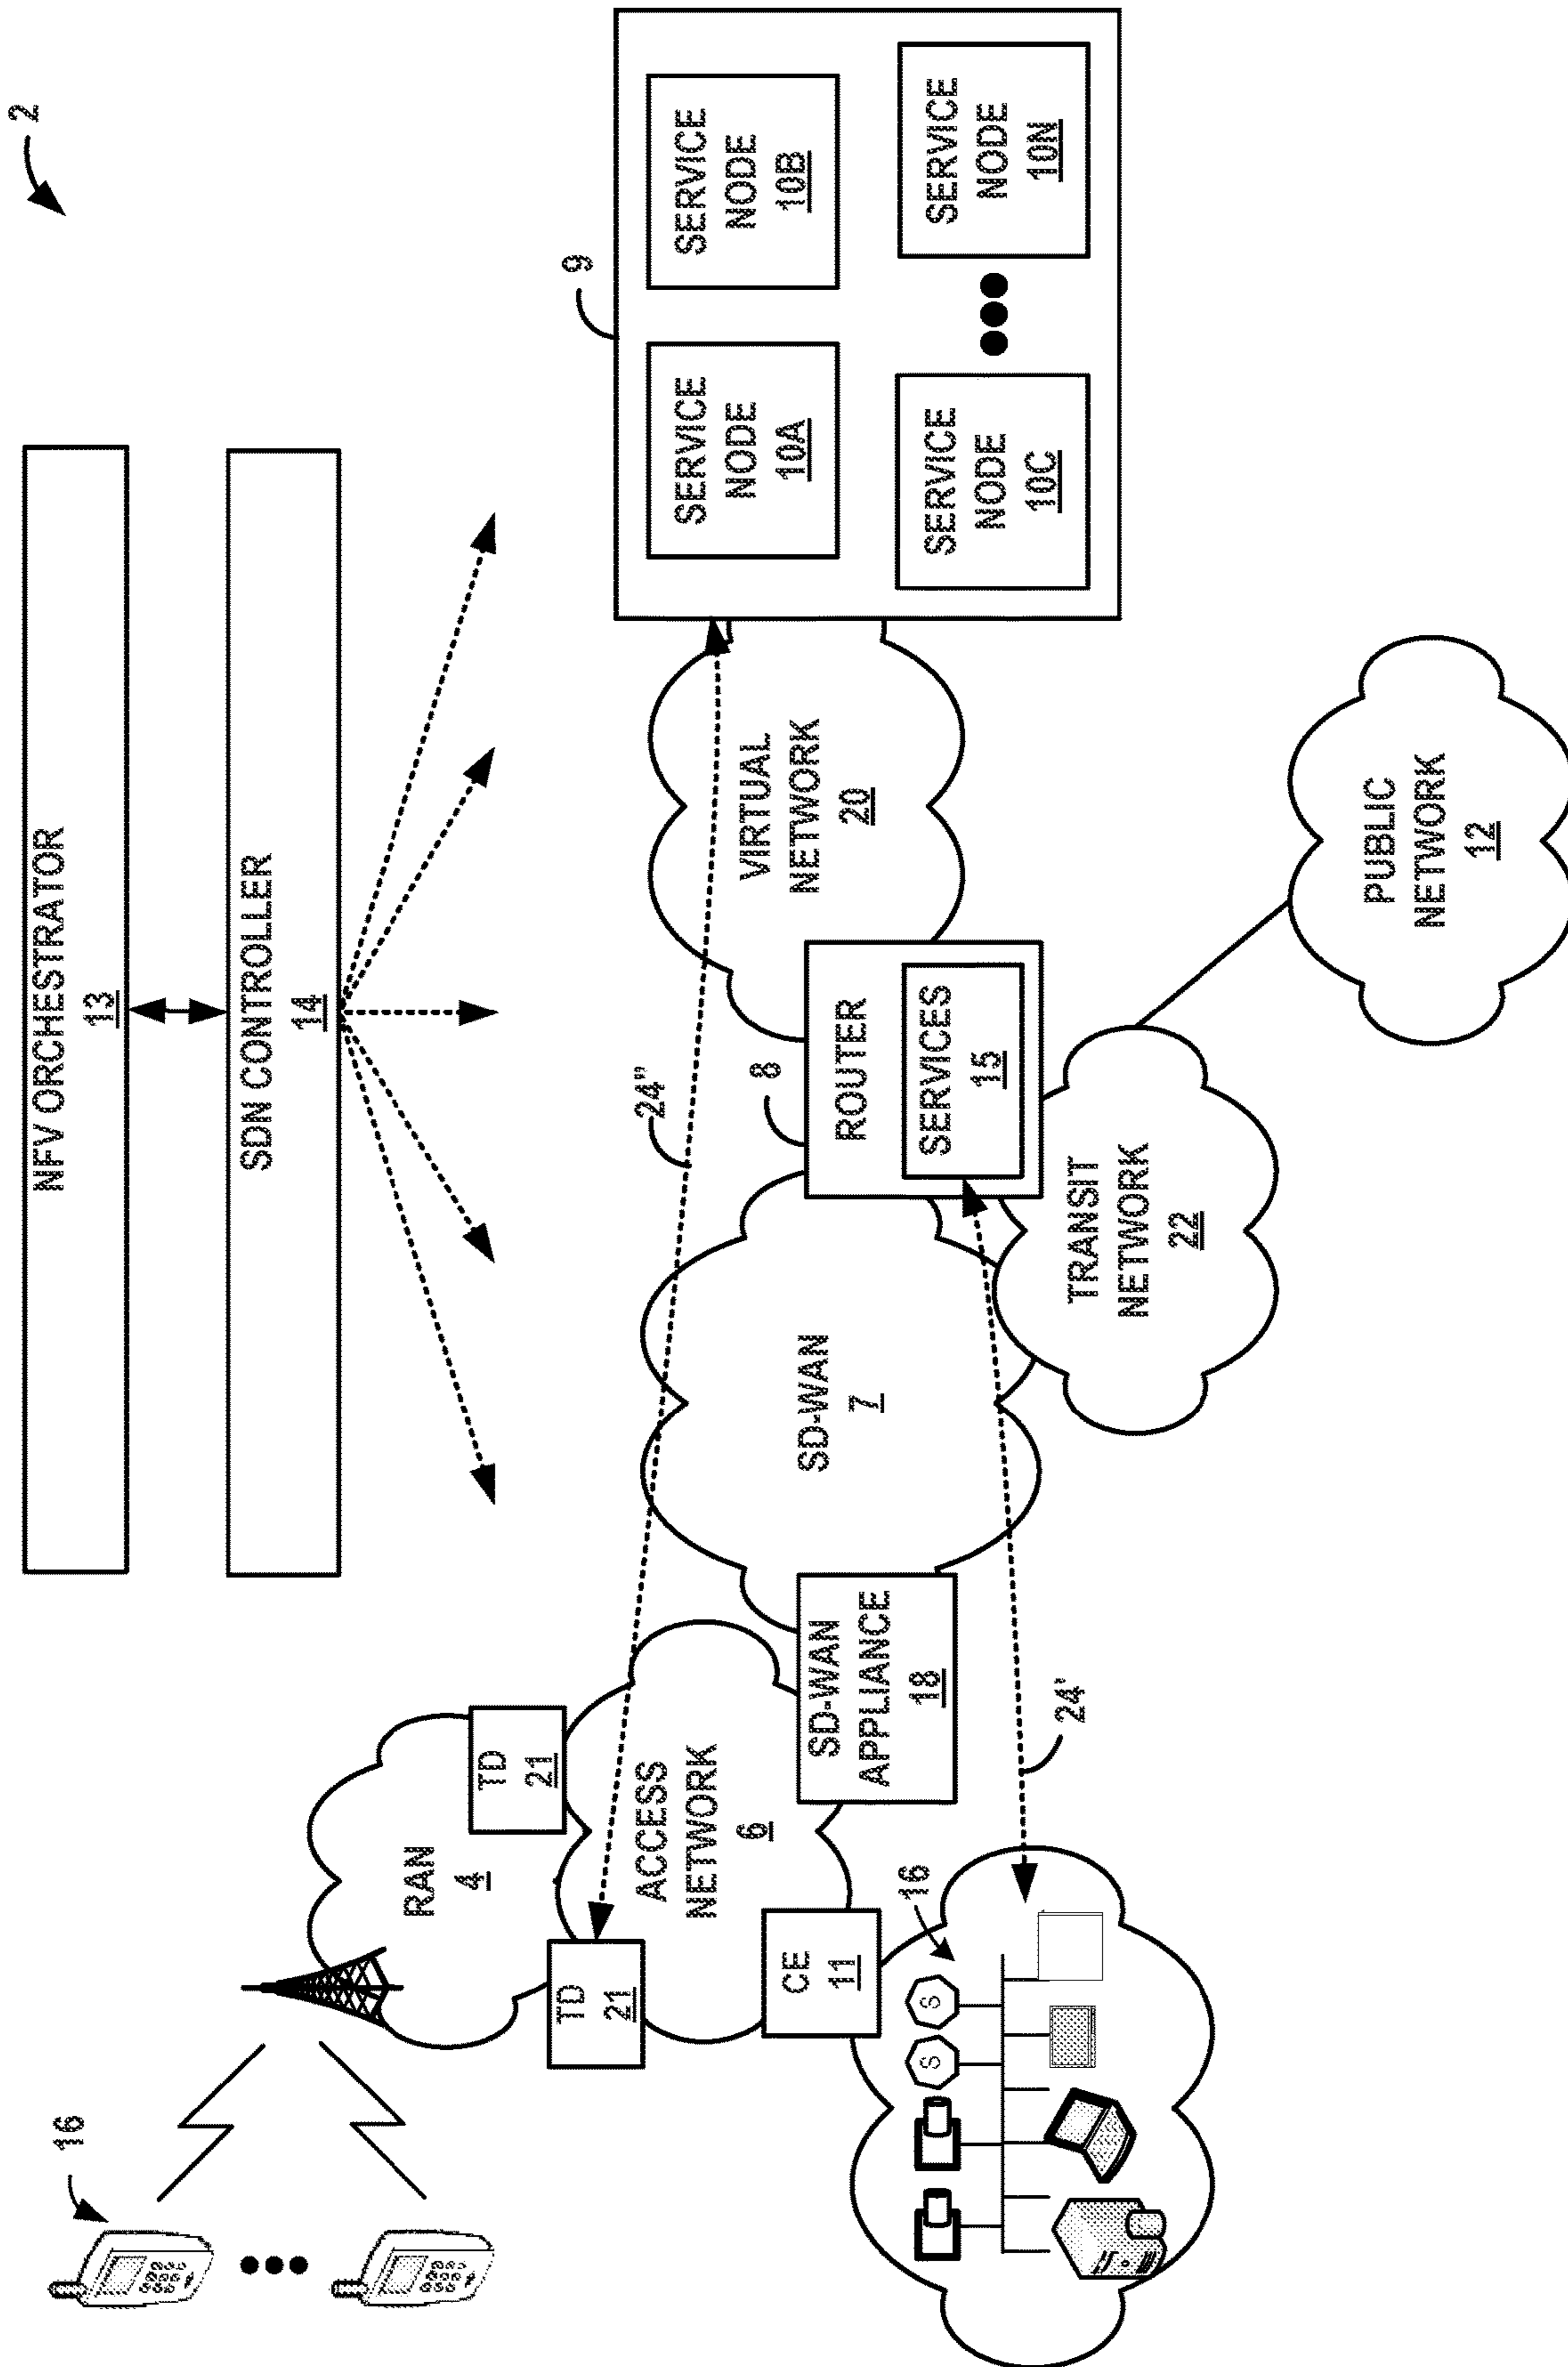 2
NFV ORCHESTRATOR
13
SDN CONTROLLER
14
16
RAN
4
TD
21
TD
21
ACCESS
NETWORK
6
24"
9
SERVICE
NODE
10A
SERVICE
NODE
10B
SERVICE
NODE
10C
SERVICE
NODE
10N
VIRTUAL
NETWORK
20
8
ROUTER
SERVICES
15
SD-WAN
7
SD-WAN
APPLIANCE
18
CE
11
16
S
S
24'
TRANSIT
NETWORK
22
PUBLIC
NETWORK
12